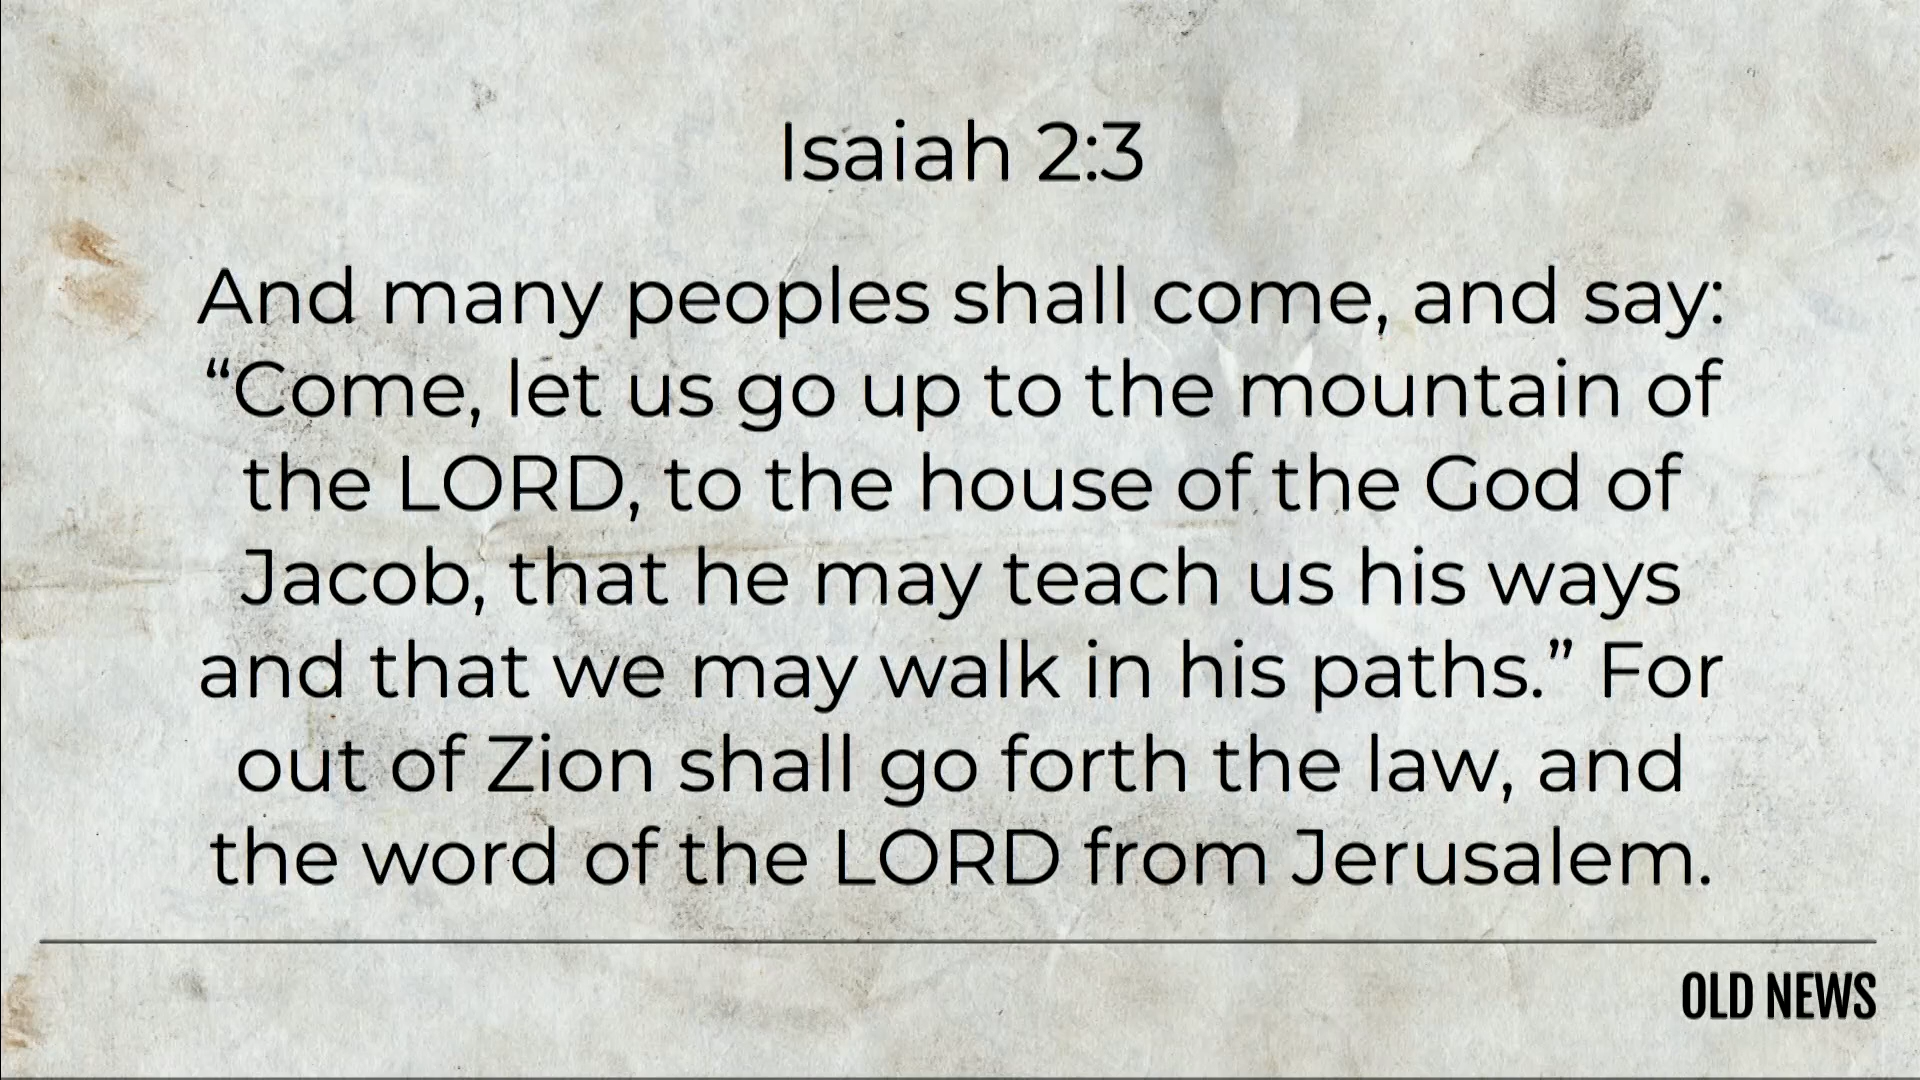 Isaiah 2:3
And many peoples shall come, and say:
“Come, let us go up to the mountain of
the LORD, to the house of the God of
Jacob, that he may teach us his ways
and that we may walk in his paths.” For
out of Zion shall go forth the law, and
the word of the LORD from Jerusalem.
OLD NEWS